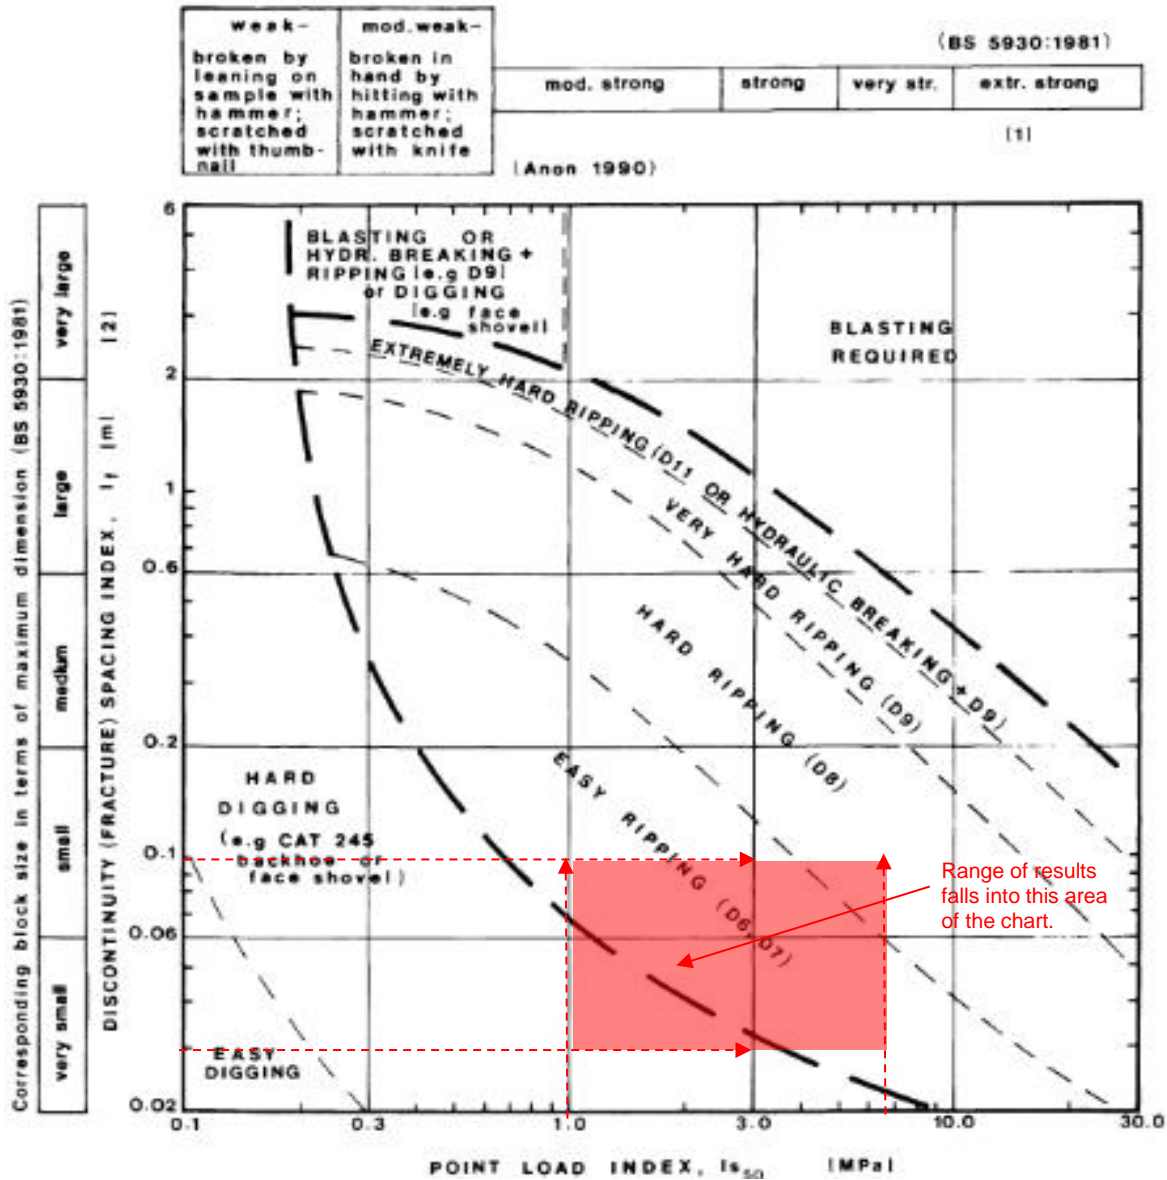 weak-
broken by
leaning on
sample with
hammer;
scratched
with thumb-
nail
mod.weak-
broken in
hand by
hitting with
hammer;
scratched
with knife
(BS 5930:1981)
mod. strong
strong
very str.
extr. strong
[1]
(Anon 1990)
Corresponding block size in terms of maximum dimension (BS 5930:1981)
very large
large
medium
small
very small
DISCONTINUITY (FRACTURE) SPACING INDEX, If [m] [2]
6
2
1
0.6
0.2
0.1
0.06
0.02
BLASTING OR
HYDR. BREAKING +
RIPPING [e.g D9]
or DIGGING
[e.g face
shovel]
BLASTING
REQUIRED
EXTREMELY HARD RIPPING (D11 OR HYDRAULIC BREAKING + D9)
VERY HARD RIPPING (D9)
HARD RIPPING (D8)
EASY RIPPING (D6, D7)
HARD
DIGGING
(e.g CAT 245
backhoe or
face shovel)
EASY
DIGGING
Range of results
falls into this area
of the chart.
0.1
0.3
1.0
3.0
10.0
30.0
POINT LOAD INDEX, Is50 [MPa]